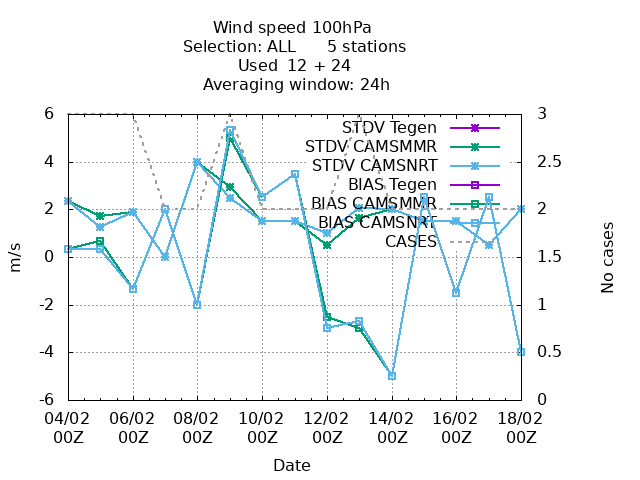 Wind speed 100hPa
Selection: ALL 5 stations
Used 12 + 24
Averaging window: 24h
6
4
2
0
-2
-4
-6
m/s
3
2.5
2
1.5
1
0.5
0
No cases
STDV Tegen
STDV CAMSMMR
STDV CAMSNRT
BIAS Tegen
BIAS CAMSMMR
BIAS CAMSNRT
CASES
04/02 06/02 08/02 10/02 12/02 14/02 16/02 18/02
00Z 00Z 00Z 00Z 00Z 00Z 00Z 00Z
Date